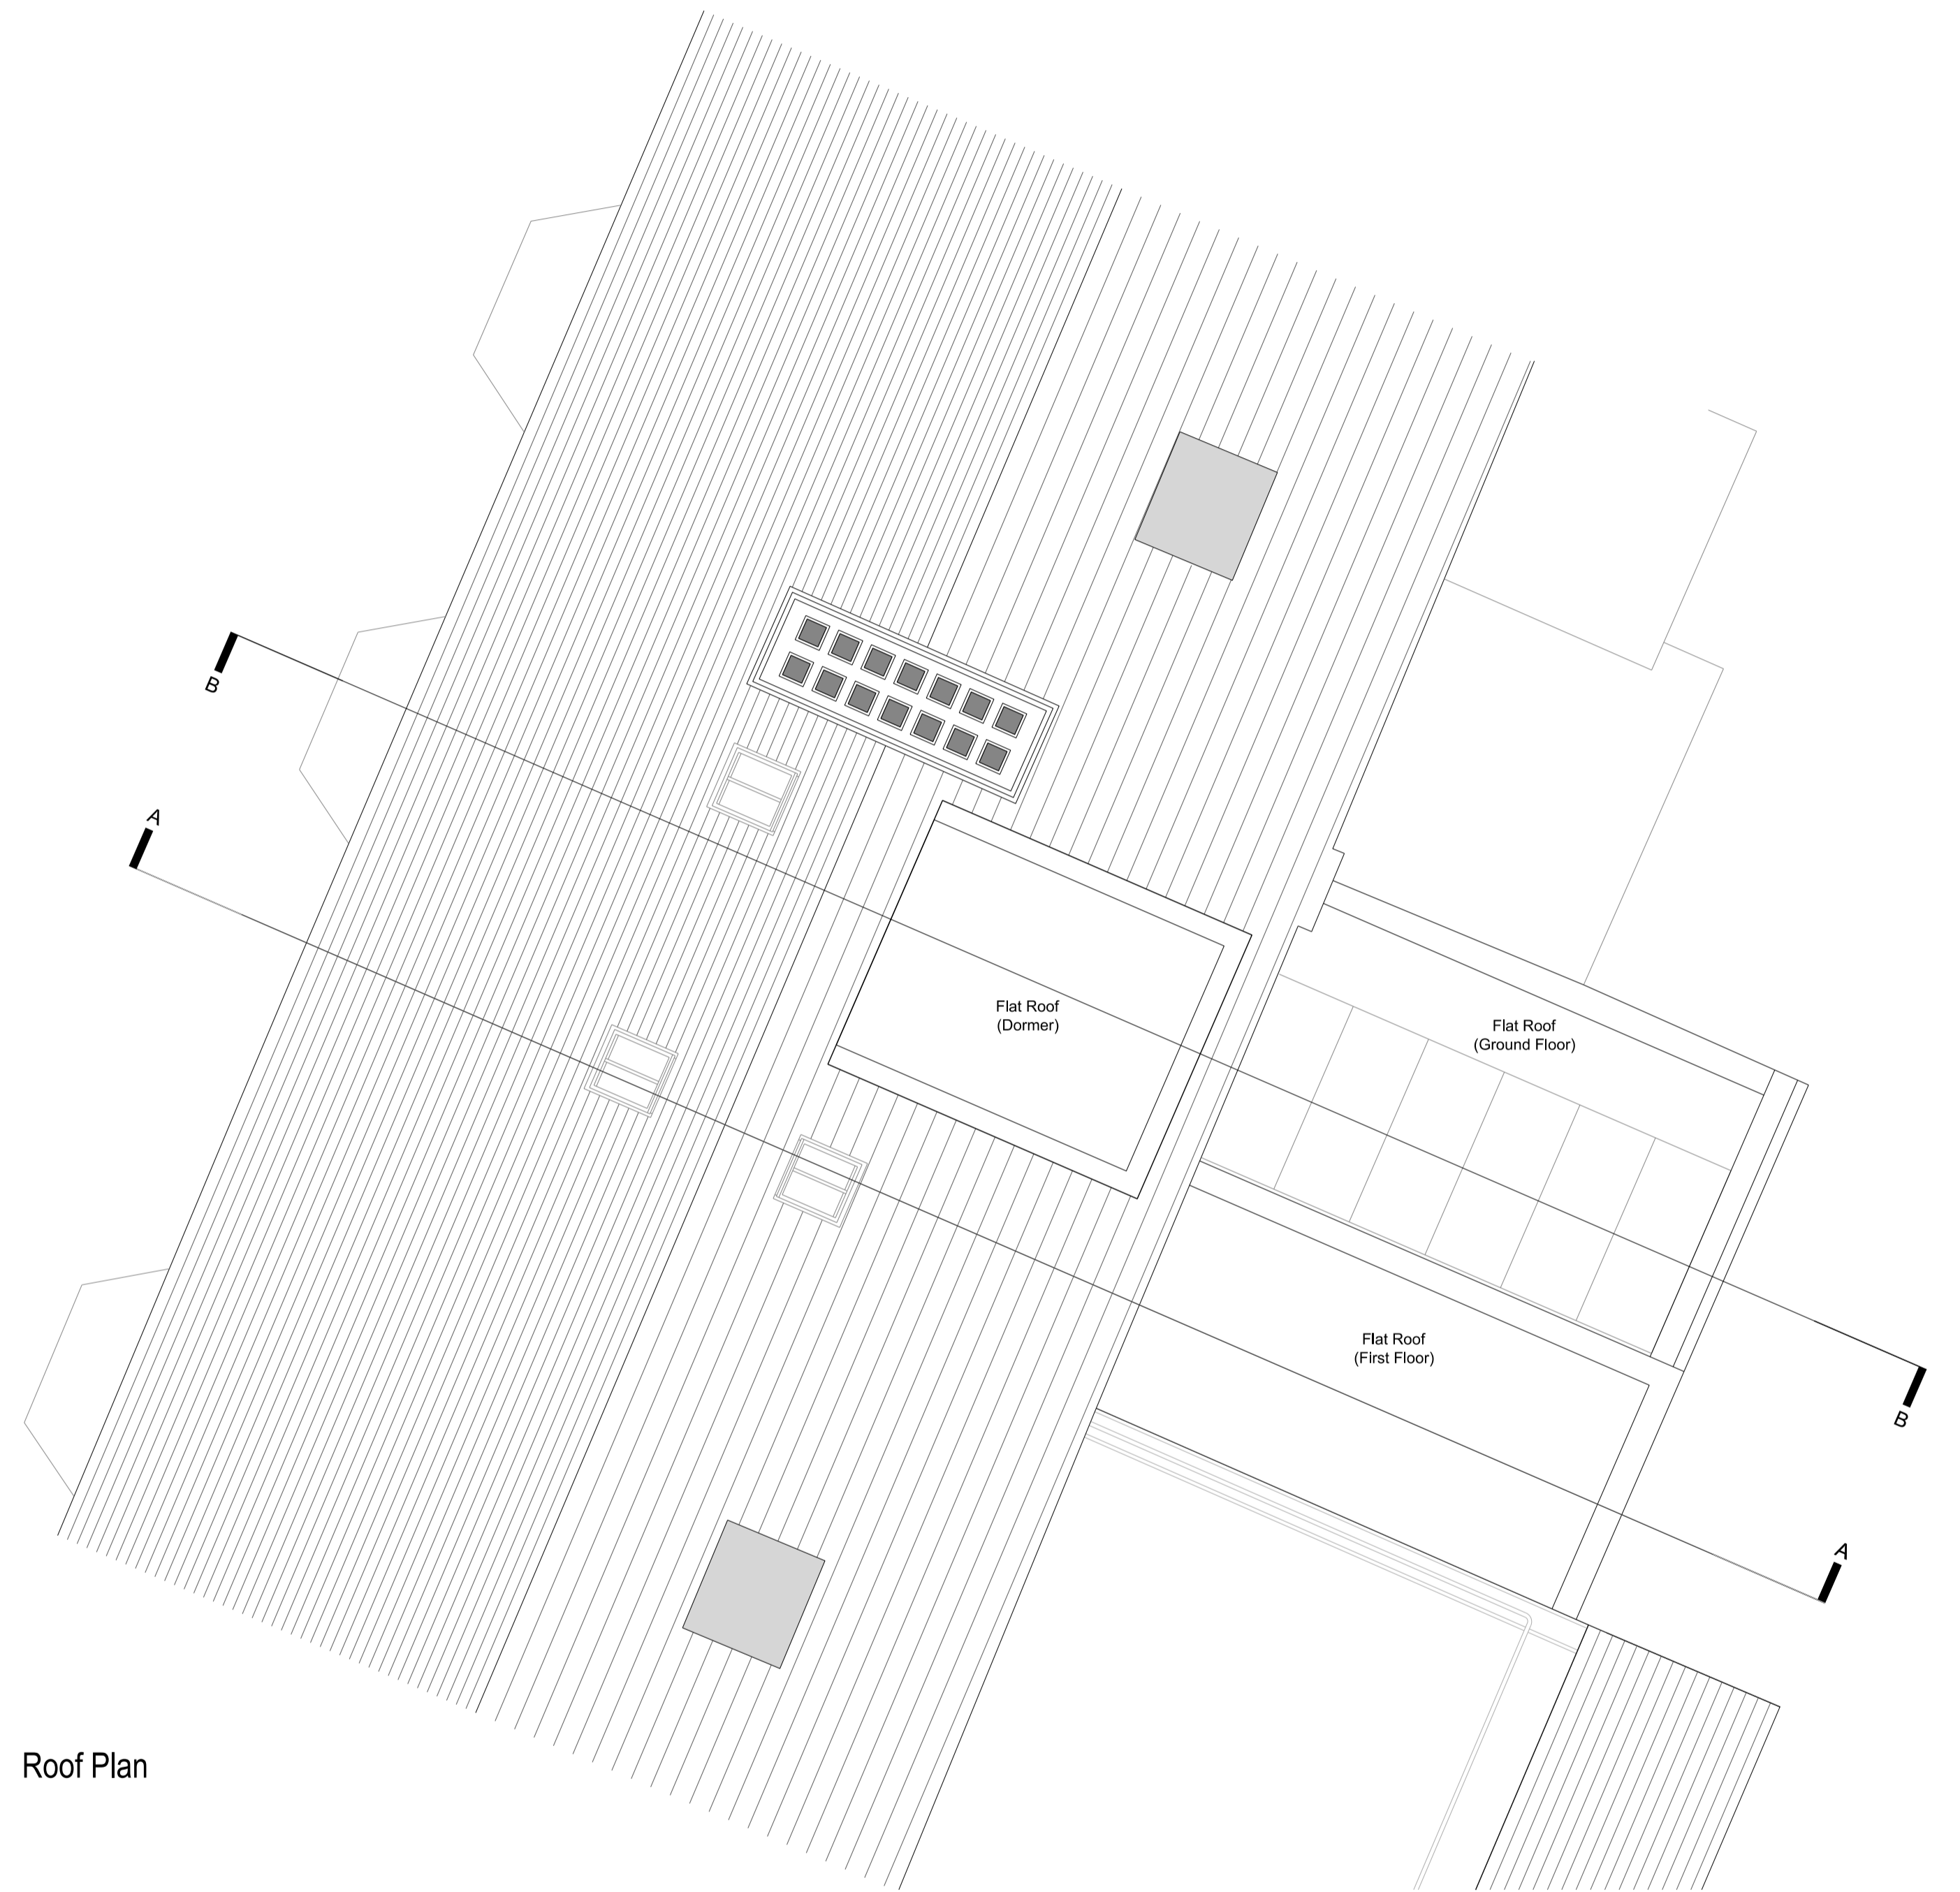 B
A
Flat Roof
(Dormer)
Flat Roof
(Ground Floor)
Flat Roof
(First Floor)
B
A
Roof Plan